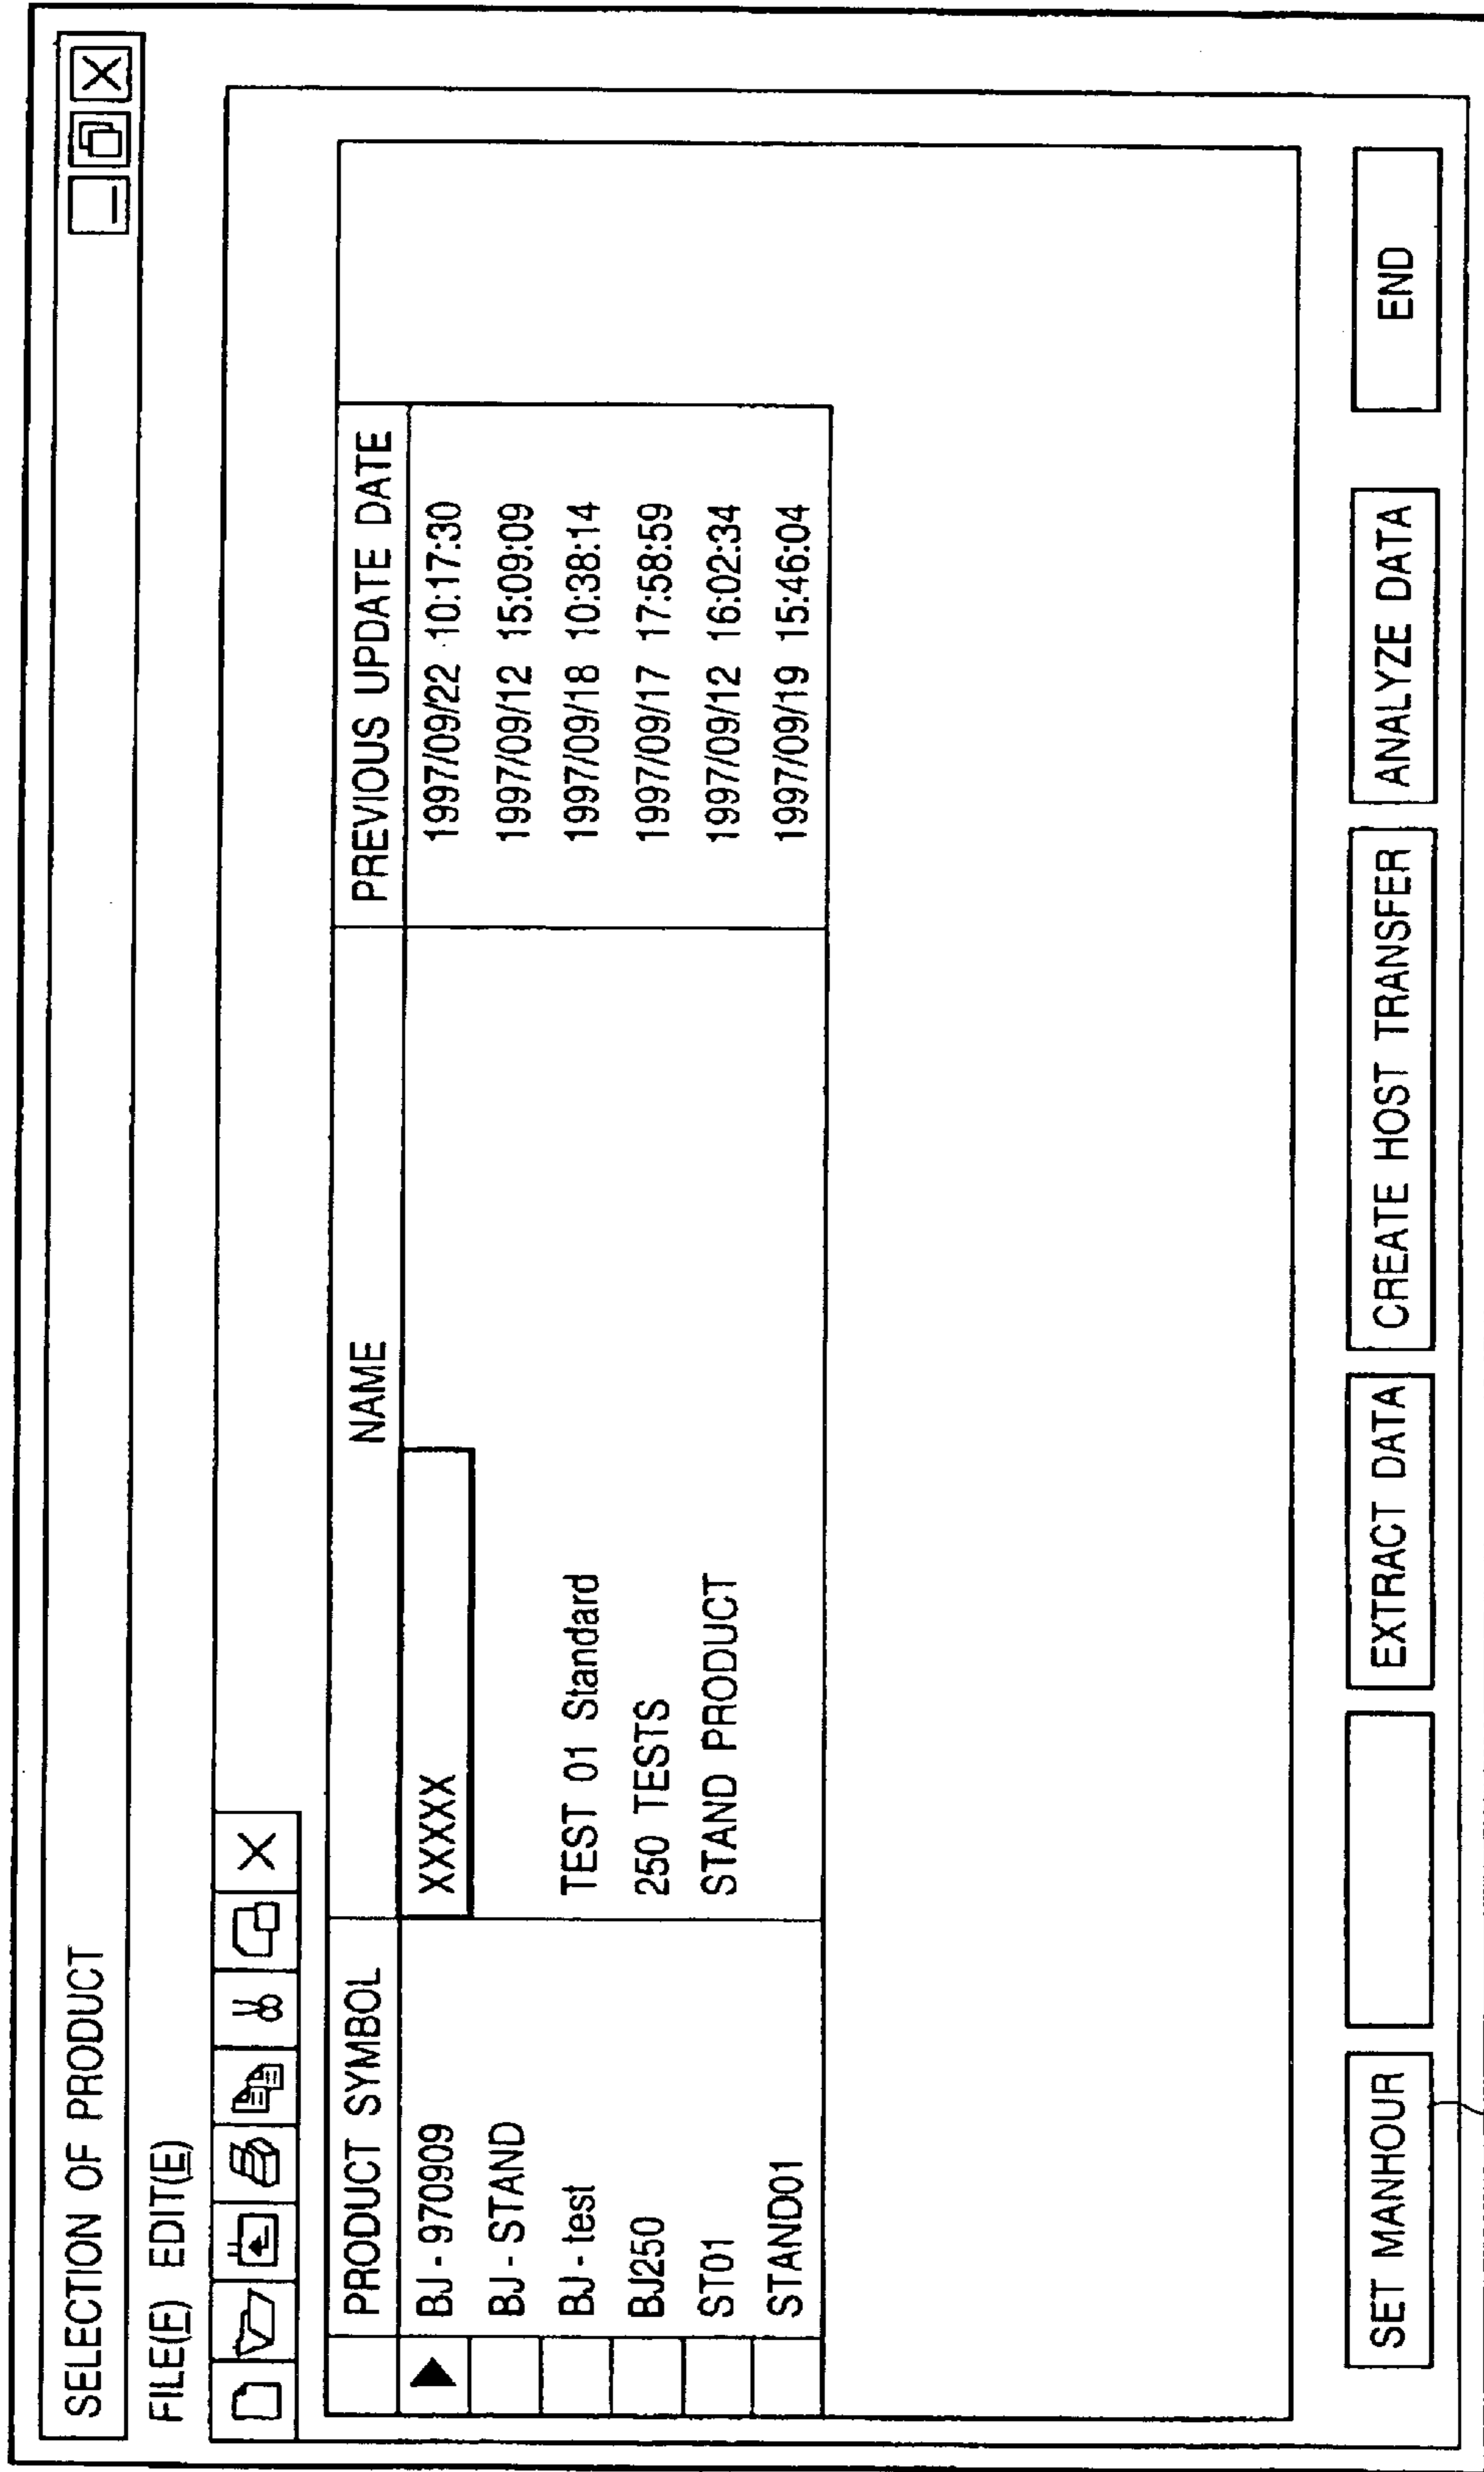 SELECTION OF PRODUCT
FILE(F) EDIT(E)
PRODUCT SYMBOL NAME PREVIOUS UPDATE DATE
BJ - 970909 XXXXX 1997/09/22 10:17:30
BJ - STAND 1997/09/12 15:09:09
BJ - test TEST 01 Standard 1997/09/18 10:38:14
BJ250 250 TESTS 1997/09/17 17:58:59
ST01 STAND PRODUCT 1997/09/12 16:02:34
STAND01 1997/09/19 15:46:04
SET MANHOUR EXTRACT DATA CREATE HOST TRANSFER ANALYZE DATA END